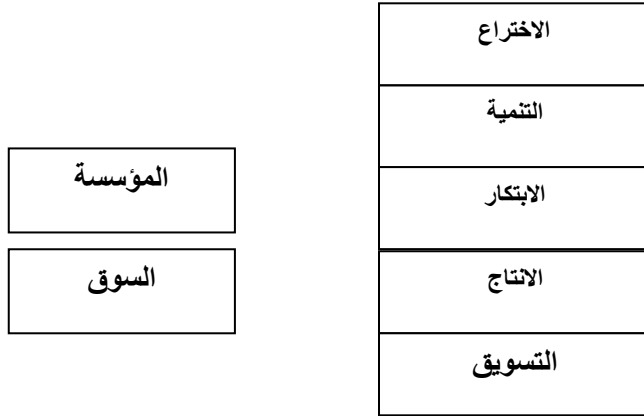 الاختراع
التنمية
الابتكار
الانتاج
التسويق
المؤسسة
السوق